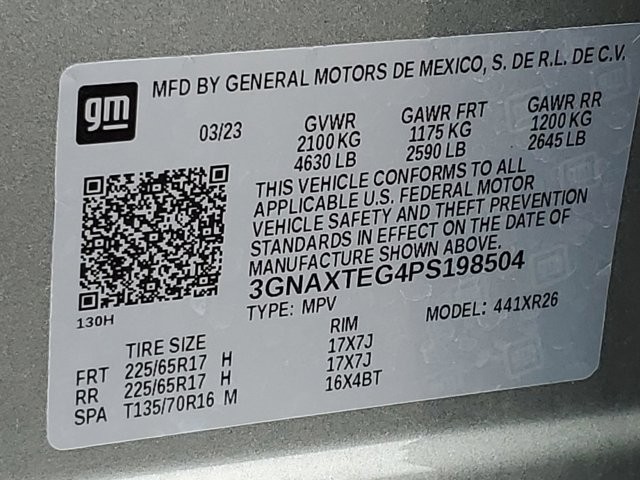 gm
MFD BY GENERAL MOTORS DE MEXICO, S. DE R.L. DE C.V.
03/23 GVWR GAWR FRT GAWR RR
2100 KG 1175 KG 1200 KG
4630 LB 2590 LB 2645 LB
THIS VEHICLE CONFORMS TO ALL
APPLICABLE U.S. FEDERAL MOTOR
VEHICLE SAFETY AND THEFT PREVENTION
STANDARDS IN EFFECT ON THE DATE OF
MANUFACTURE SHOWN ABOVE.
3GNAXTEG4PS198504
130H
TYPE: MPV MODEL: 441XR26
TIRE SIZE RIM
FRT 225/65R17 H 17X7J
RR 225/65R17 H 17X7J
SPA T135/70R16 M 16X4BT